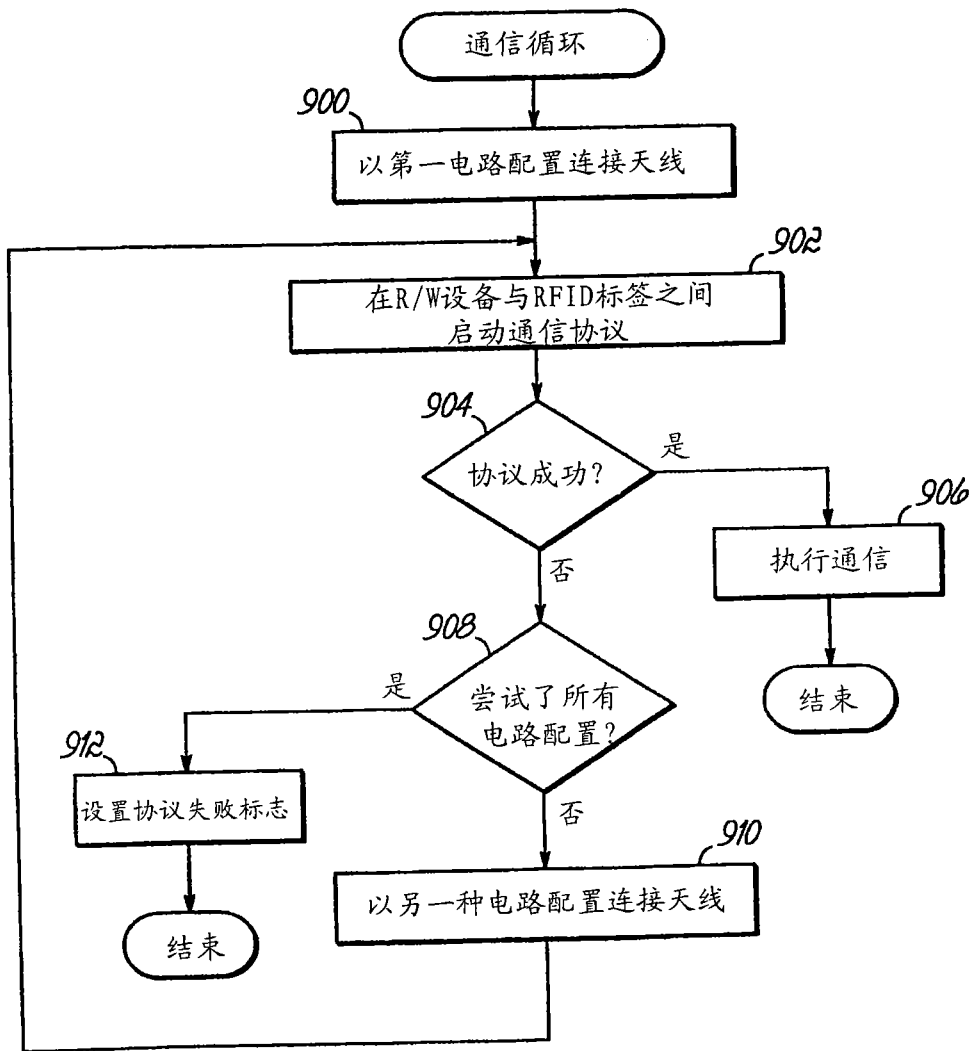 通信循环
900
以第一电路配置连接天线
902
在R/W设备与RFID标签之间
启动通信协议
904
协议成功?
是
906
执行通信
否
结束
908
尝试了所有
电路配置?
是
912
设置协议失败标志
否
910
以另一种电路配置连接天线
结束